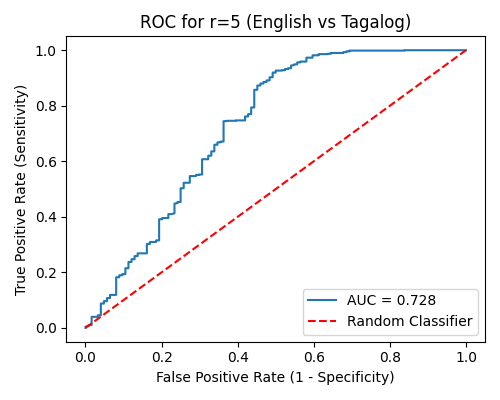 ROC for r=5 (English vs Tagalog)
True Positive Rate (Sensitivity)
1.0
0.8
0.6
0.4
0.2
0.0
AUC = 0.728
Random Classifier
0.0 0.2 0.4 0.6 0.8 1.0
False Positive Rate (1 - Specificity)